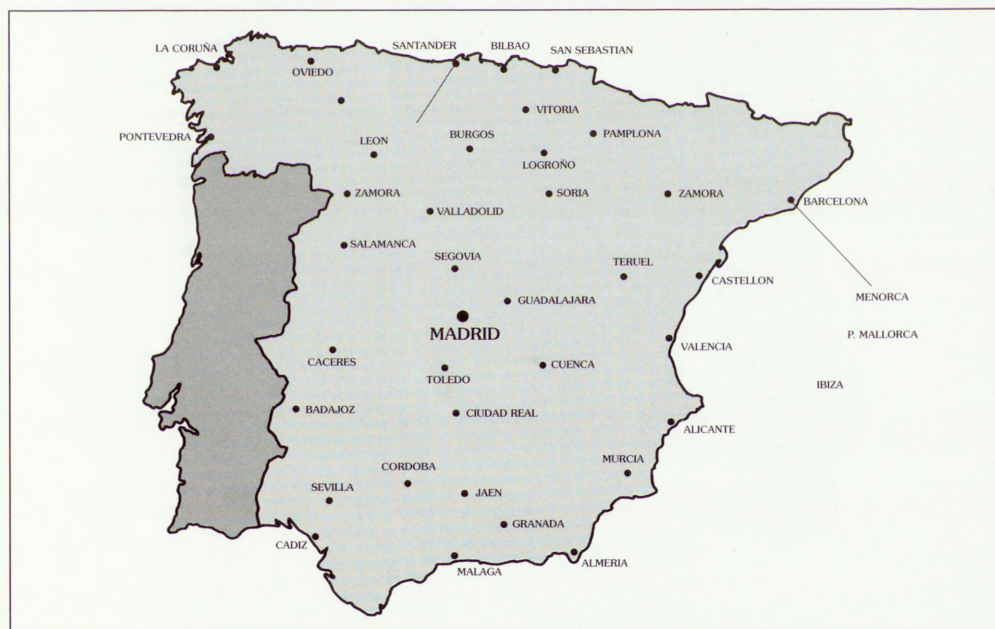 LA CORUÑA
OVIEDO
SANTANDER
BILBAO
SAN SEBASTIAN
VITORIA
PAMPLONA
PONTEVEDRA
LEON
BURGOS
LOGROÑO
ZAMORA
SORIA
ZAMORA
BARCELONA
VALLADOLID
SALAMANCA
SEGOVIA
TERUEL
CASTELLON
GUADALAJARA
MENORCA
MADRID
P. MALLORCA
VALENCIA
CACERES
TOLEDO
CUENCA
IBIZA
BADAJOZ
CIUDAD REAL
ALICANTE
CORDOBA
MURCIA
SEVILLA
JAEN
GRANADA
CADIZ
MALAGA
ALMERIA